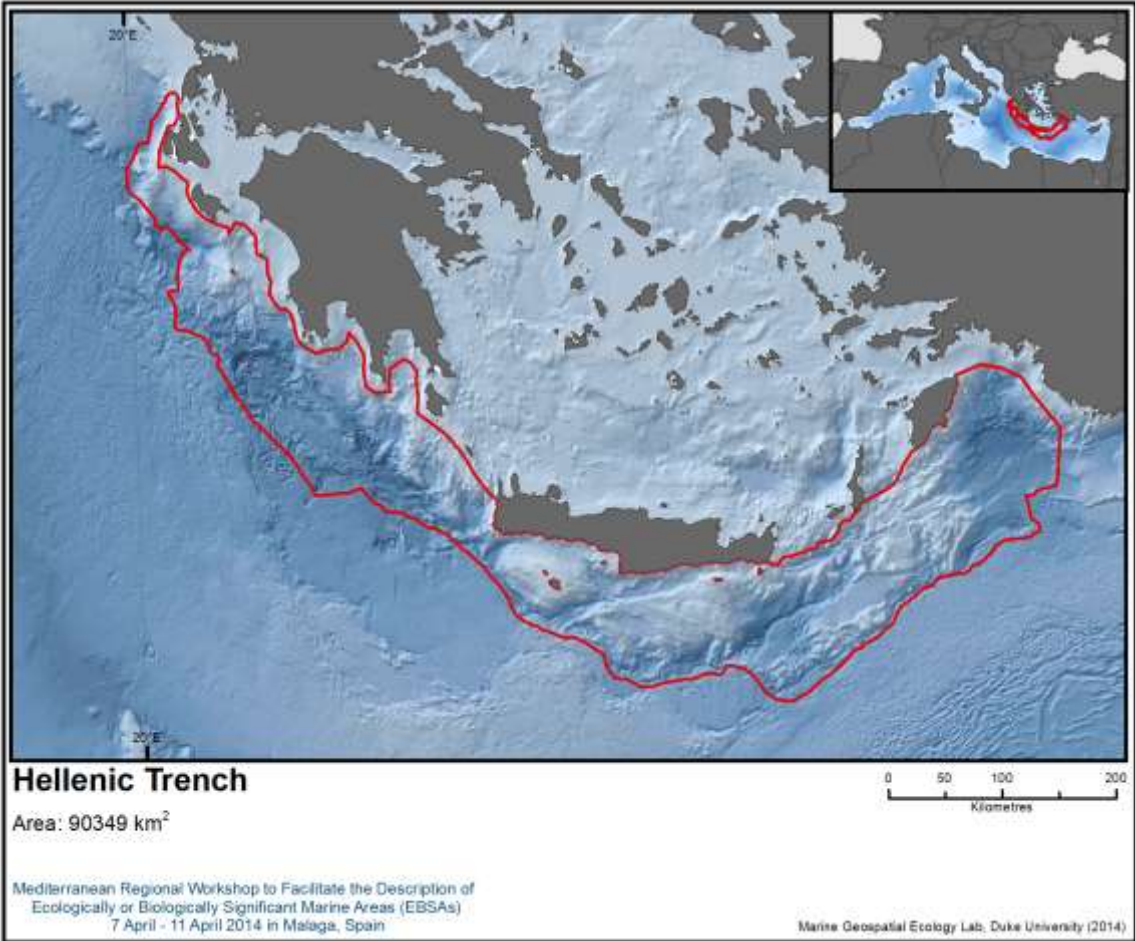 20°E
20°E
Hellenic Trench
Area: 90349 km²
0 50 100 200
Kilometres
Mediterranean Regional Workshop to Facilitate the Description of
Ecologically or Biologically Significant Marine Areas (EBSAs)
7 April - 11 April 2014 in Malaga, Spain
Marine Geospatial Ecology Lab, Duke University (2014)